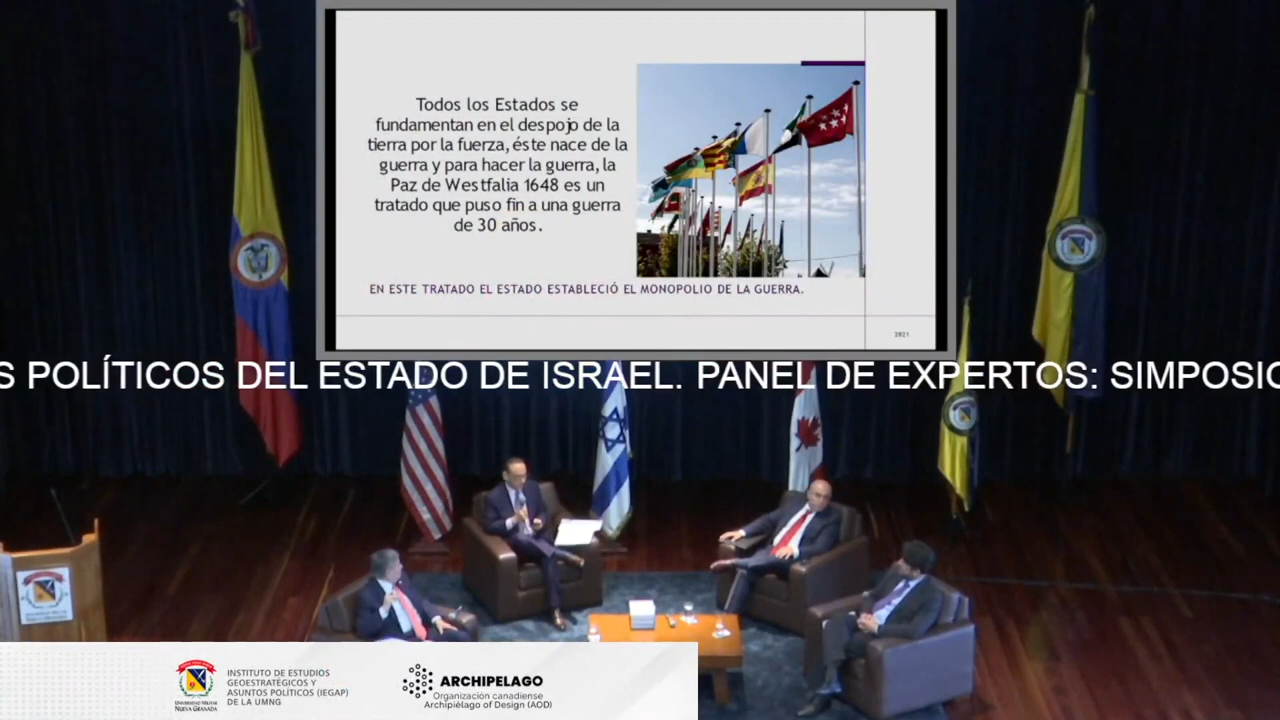 Todos los Estados se
fundamentan en el despojo de la
tierra por la fuerza, éste nace de la
guerra y para hacer la guerra, la
Paz de Westfalia 1648 es un
tratado que puso fin a una guerra
de 30 años.
EN ESTE TRATADO EL ESTADO ESTABLECIÓ EL MONOPOLIO DE LA GUERRA.
2021
S POLÍTICOS DEL ESTADO DE ISRAEL. PANEL DE EXPERTOS: SIMPOSIO
UNIVERSIDAD MILITAR
NUEVA GRANADA
INSTITUTO DE ESTUDIOS
GEOESTRATÉGICOS Y
ASUNTOS POLÍTICOS (IEGAP)
DE LA UMNG
ARCHIPELAGO
Organización canadiense
Archipiélago of Design (AOD)